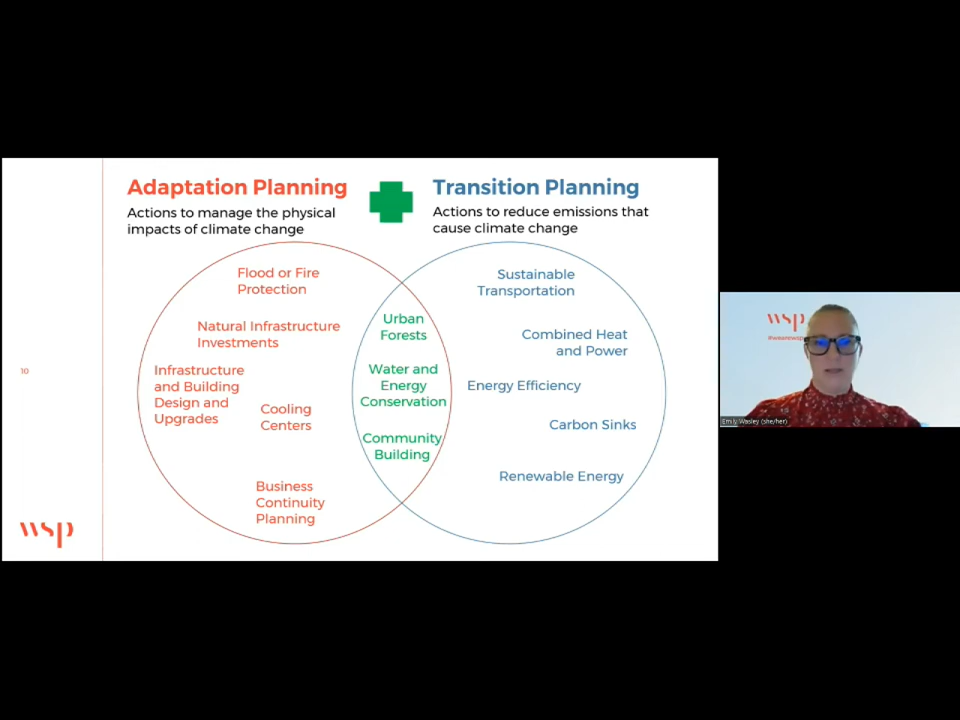 Adaptation Planning
Actions to manage the physical
impacts of climate change
Transition Planning
Actions to reduce emissions that
cause climate change
Flood or Fire
Protection
Natural Infrastructure
Investments
Infrastructure
and Building
Design and
Upgrades
Cooling
Centers
Business
Continuity
Planning
Urban
Forests
Water and
Energy
Conservation
Community
Building
Sustainable
Transportation
Combined Heat
and Power
Energy Efficiency
Carbon Sinks
Renewable Energy
10
wsp
wsp
Emily Wasley (she/her)